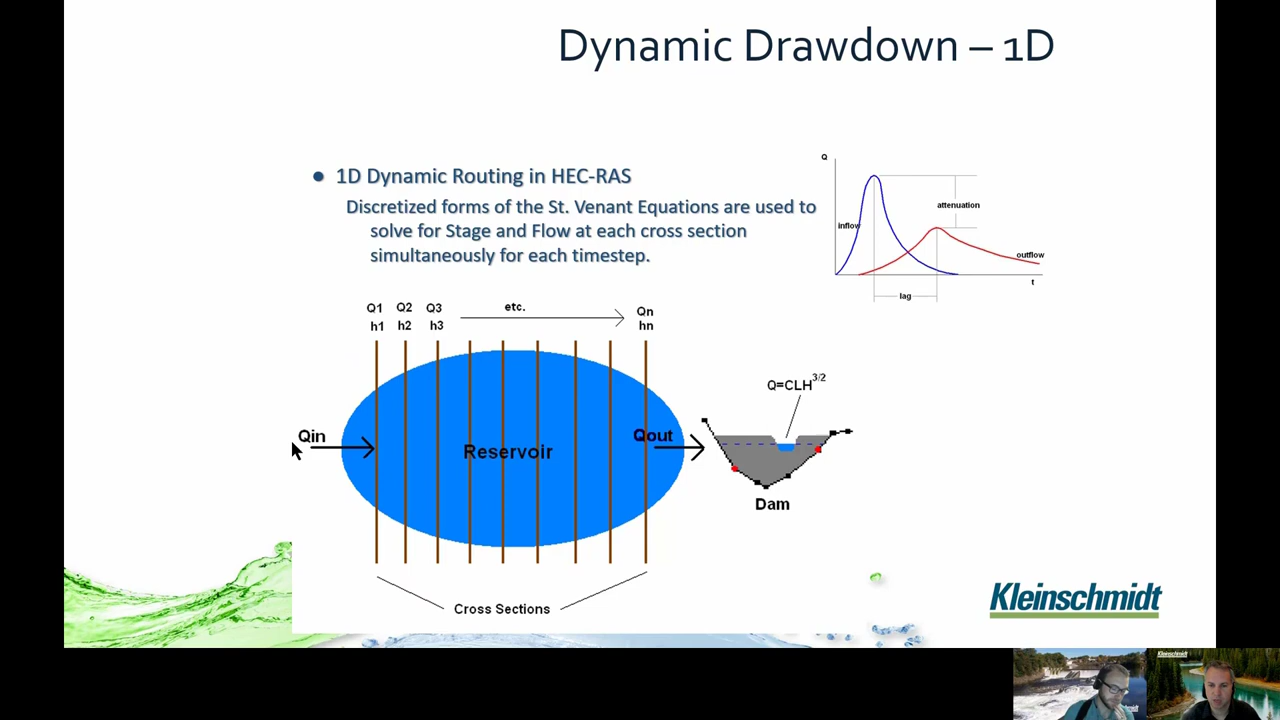 Dynamic Drawdown – 1D
● 1D Dynamic Routing in HEC-RAS
Discretized forms of the St. Venant Equations are used to
solve for Stage and Flow at each cross section
simultaneously for each timestep.
Q
attenuation
inflow
outflow
t
lag
Q1 Q2 Q3 etc. Qn
h1 h2 h3 hn
Q=CLH3/2
Qin
Qout
Reservoir
Dam
Cross Sections
Kleinschmidt
Kleinschmidt
Kleinschmidt